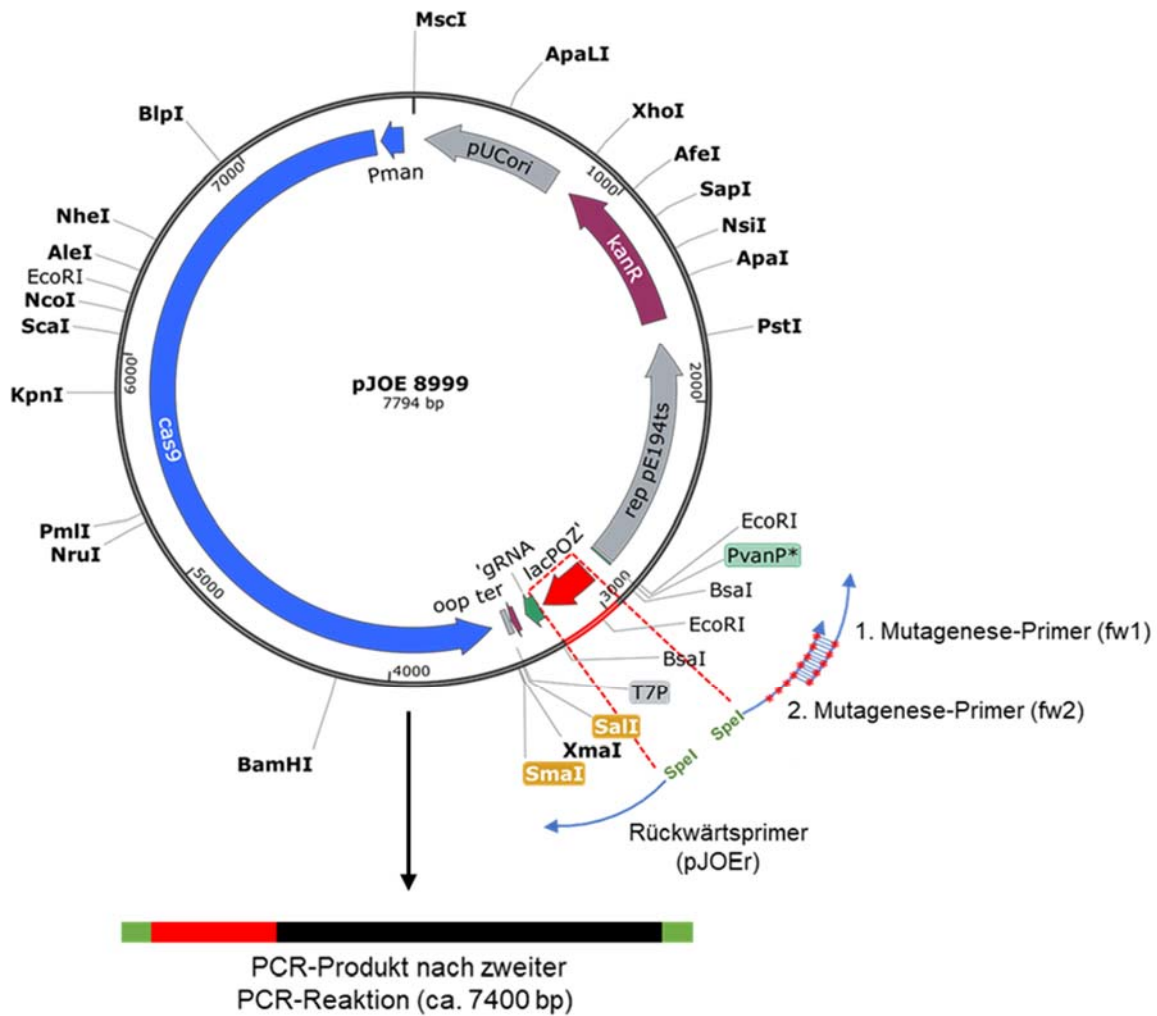 MscI
ApaLI
XhoI
AfeI
SapI
NsiI
ApaI
PstI
BlpI
NheI
AleI
EcoRI
NcoI
ScaI
KpnI
PmlI
NruI
BamHI
1000
2000
3000
4000
5000
6000
7000
Pman
pUCori
kanR
rep pE194ts
cas9
pJOE 8999
7794 bp
lacPOZ'
'gRNA
oop ter
EcoRI
PvanP*
BsaI
EcoRI
BsaI
T7P
SalI
XmaI
SmaI
1. Mutagenese-Primer (fw1)
2. Mutagenese-Primer (fw2)
SpeI
SpeI
Rückwärtsprimer
(pJOEr)
PCR-Produkt nach zweiter
PCR-Reaktion (ca. 7400 bp)